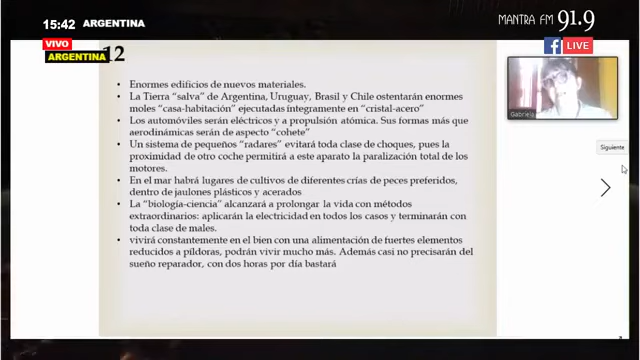 15:42 ARGENTINA
MANTRA FM 91.9
VIVO
ARGENTINA
f LIVE
12
• Enormes edificios de nuevos materiales.
• La Tierra “salva” de Argentina, Uruguay, Brasil y Chile ostentarán enormes
moles “casa-habitación” ejecutadas íntegramente en “cristal-acero”
• Los automóviles serán eléctricos y a propulsión atómica. Sus formas más que
aerodinámicas serán de aspecto “cohete”
• Un sistema de pequeños “radares” evitará toda clase de choques, pues la
proximidad de otro coche permitirá a este aparato la paralización total de los
motores.
• En el mar habrá lugares de cultivos de diferentes crías de peces preferidos,
dentro de jaulones plásticos y acerados
• La “biología-ciencia” alcanzará a prolongar la vida con métodos
extraordinarios: aplicarán la electricidad en todos los casos y terminarán con
toda clase de males.
• vivirá constantemente en el bien con una alimentación de fuertes elementos
reducidos a píldoras, podrán vivir mucho más. Además casi no precisarán del
sueño reparador, con dos horas por día bastará
Gabriela
Siguiente